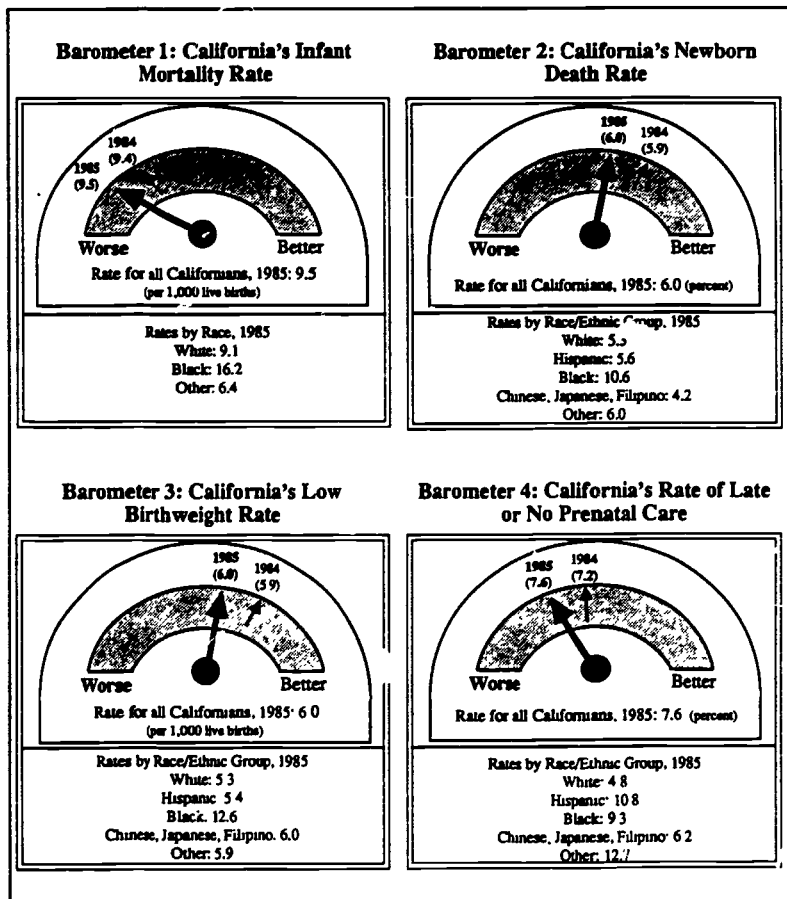 Barometer 1: California's Infant
Mortality Rate
1984
(9.4)
1985
(9.5)
Worse
Better
Rate for all Californians, 1985: 9.5
(per 1,000 live births)
Rates by Race, 1985
White: 9.1
Black: 16.2
Other: 6.4
Barometer 2: California's Newborn
Death Rate
1985
(6.0)
1984
(5.9)
Worse
Better
Rate for all Californians, 1985: 6.0 (percent)
Rates by Race/Ethnic Group, 1985
White:
Hispanic: 5.6
Black: 10.6
Chinese, Japanese, Filipino: 4.2
Other: 6.0
Barometer 3: California's Low
Birthweight Rate
1985
(6.0)
1984
(5 9)
Worse
Better
Rate for all Californians, 1985· 6 0
(per 1,000 live births)
Rates by Race/Ethnic Group, 1985
White: 5 3
Hispanic 5 4
Black. 12.6
Chinese, Japanese, Filipino. 6.0
Other: 5.9
Barometer 4: California's Rate of Late
or No Prenatal Care
1985
(7.6)
1984
(7.2)
Worse
Better
Rate for all Californians, 1985: 7.6 (percent)
Rates by Race/Ethnic Group, 1985
White· 4 8
Hispanic· 10 8
Black: 9 3
Chinese, Japanese, Filipino· 6 2
Other: